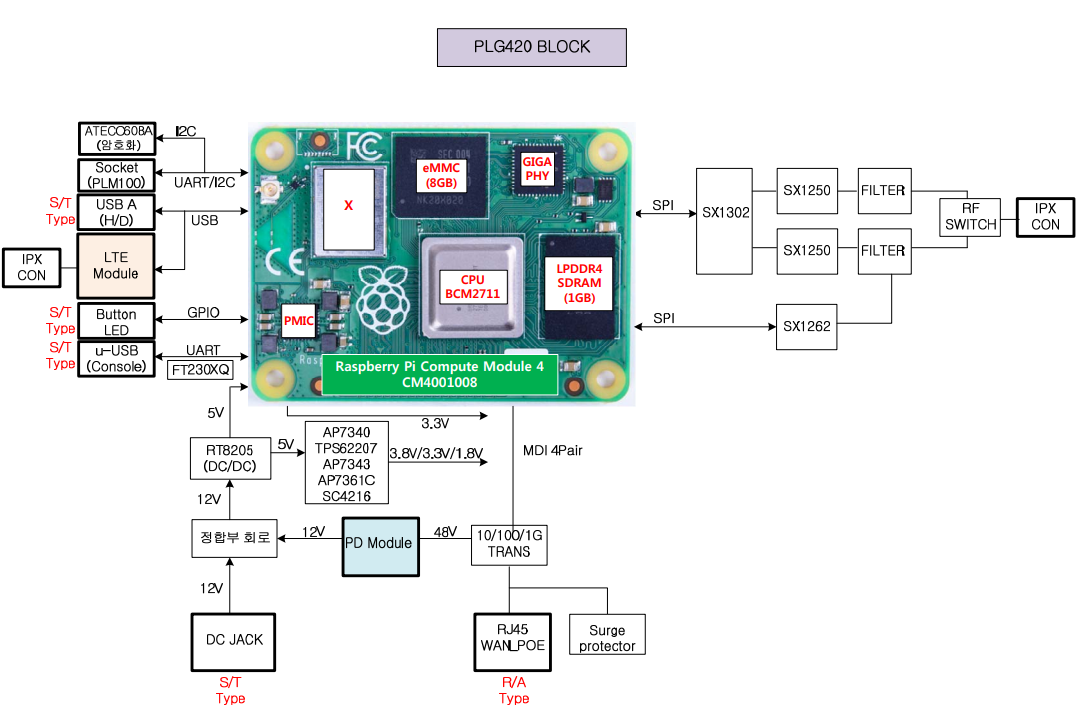 PLG420 BLOCK
ATECC608A
(암호화)
I2C
Socket
(PLM100)
UART/I2C
S/T
Type
USB A
(H/D)
USB
IPX
CON
LTE
Module
S/T
Type
Button
LED
GPIO
S/T
Type
u-USB
(Console)
UART
FT230XQ
FC
CE
X
eMMC
(8GB)
GIGA
PHY
CPU
BCM2711
LPDDR4
SDRAM
(1GB)
PMIC
Raspberry Pi Compute Module 4
CM4001008
SPI
SX1302
SX1250
FILTER
SX1250
FILTER
RF
SWITCH
IPX
CON
SPI
SX1262
5V
3.3V
RT8205
(DC/DC)
5V
AP7340
TPS62207
AP7343
AP7361C
SC4216
3.8V/3.3V/1.8V
MDI 4Pair
12V
정합부 회로
12V
PD Module
48V
10/100/1G
TRANS
12V
DC JACK
S/T
Type
RJ45
WAN_POE
R/A
Type
Surge
protector